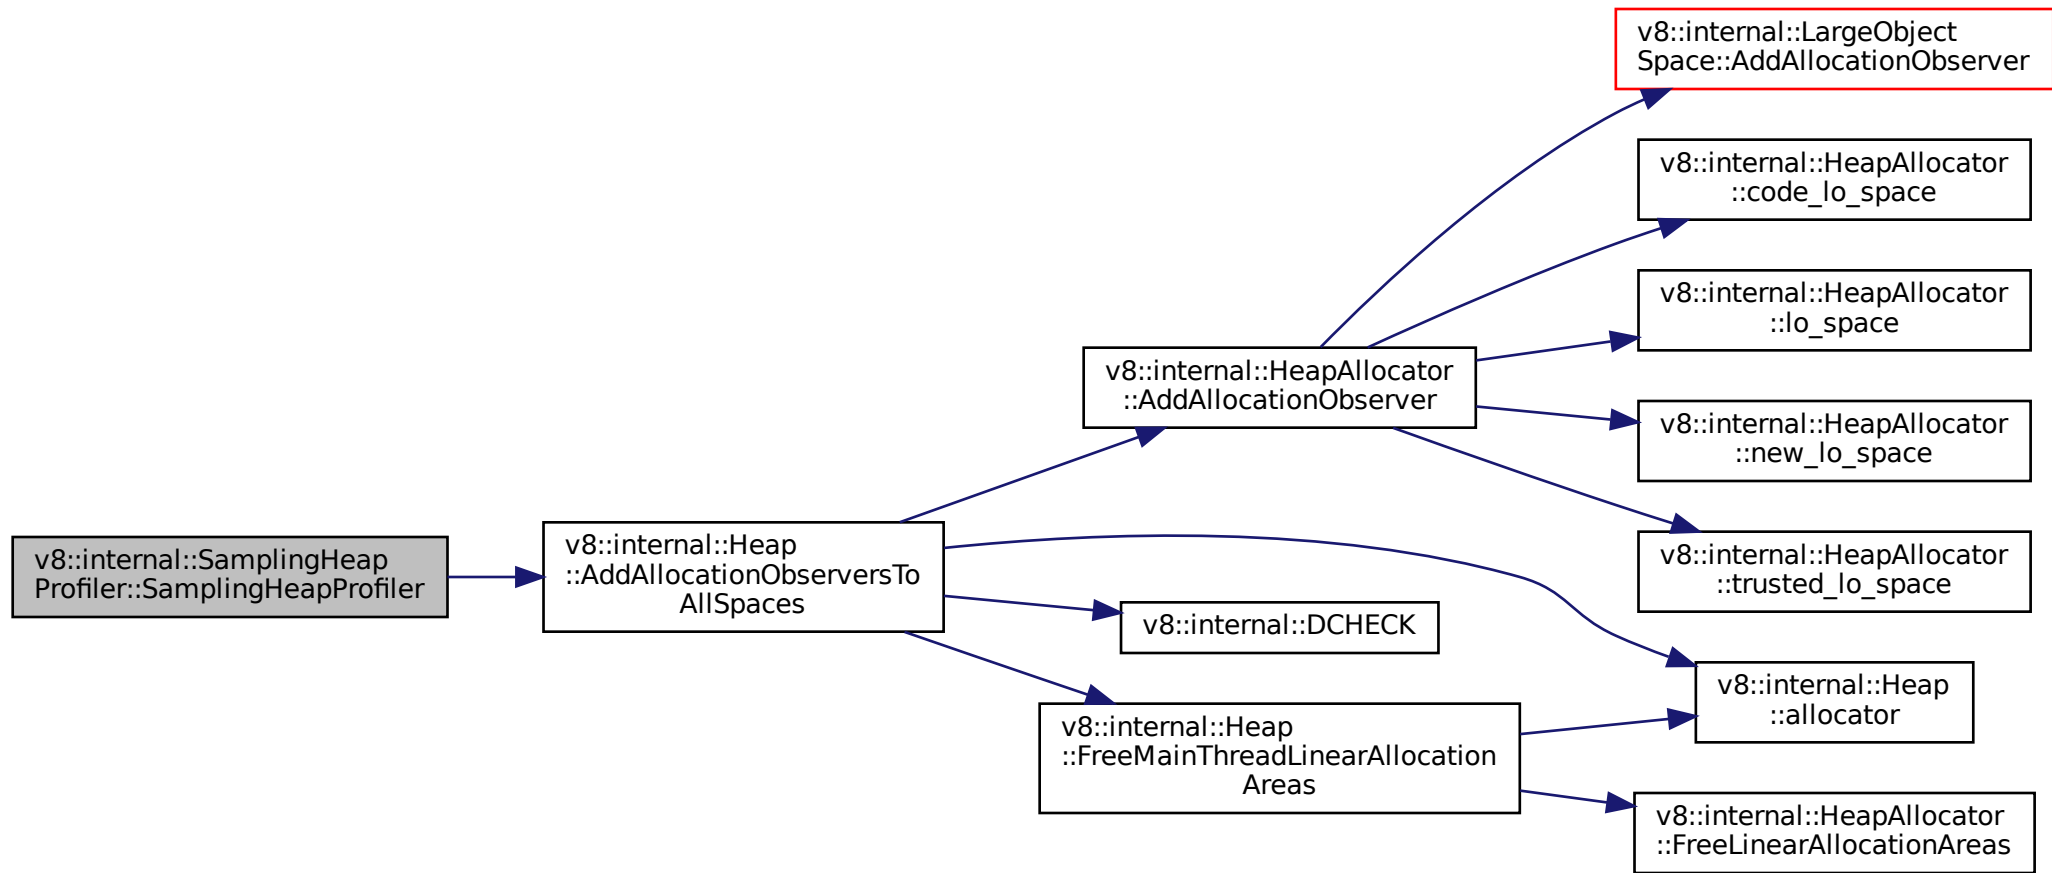 v8::internal::SamplingHeap
Profiler::SamplingHeapProfiler
v8::internal::Heap
::AddAllocationObserversTo
AllSpaces
v8::internal::HeapAllocator
::AddAllocationObserver
v8::internal::LargeObject
Space::AddAllocationObserver
v8::internal::HeapAllocator
::code_lo_space
v8::internal::HeapAllocator
::lo_space
v8::internal::HeapAllocator
::new_lo_space
v8::internal::HeapAllocator
::trusted_lo_space
v8::internal::DCHECK
v8::internal::Heap
::allocator
v8::internal::Heap
::FreeMainThreadLinearAllocation
Areas
v8::internal::HeapAllocator
::FreeLinearAllocationAreas